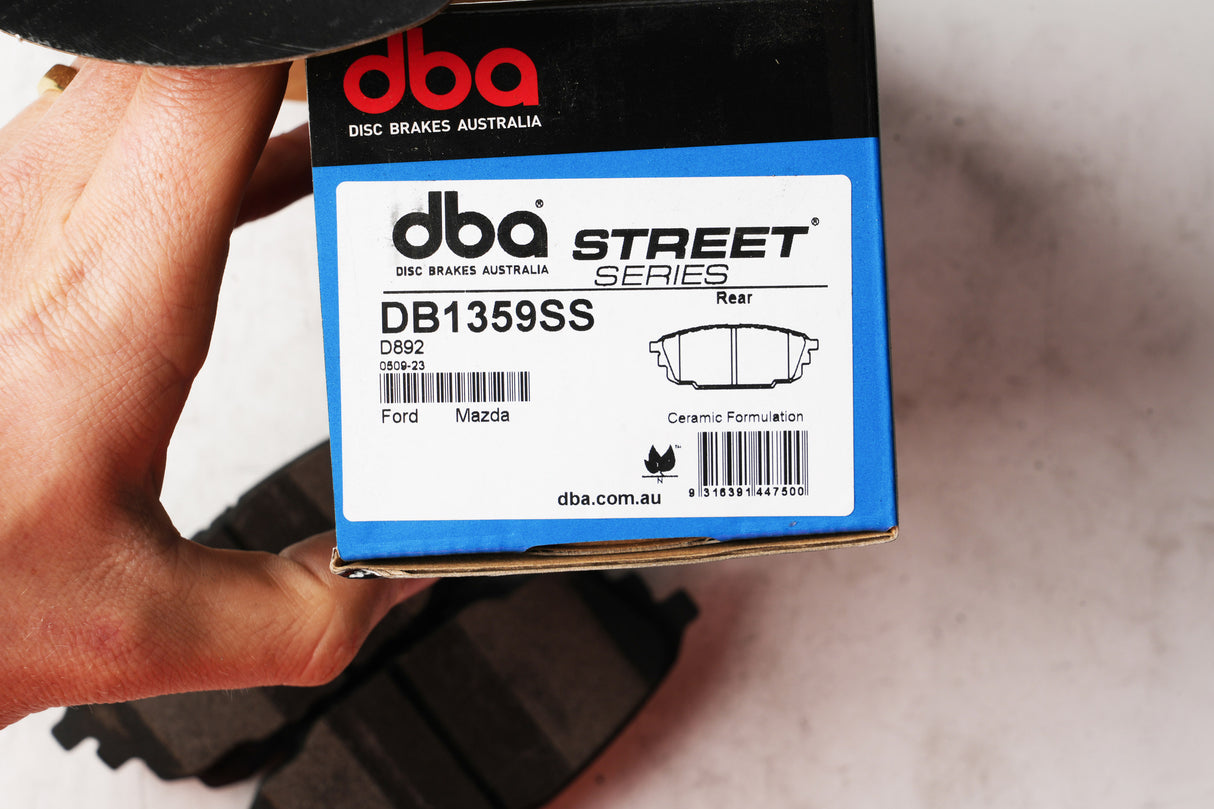 dba
DISC BRAKES AUSTRALIA
dba® STREET®
DISC BRAKES AUSTRALIA SERIES
DB1359SS Rear
D892
0509-23
Ford Mazda
Ceramic Formulation
TM
N
dba.com.au
9 316391 447500